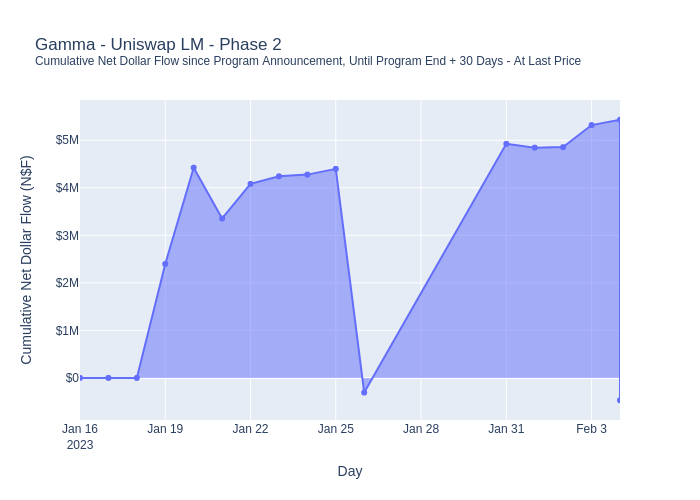 Gamma - Uniswap LM - Phase 2
Cumulative Net Dollar Flow since Program Announcement, Until Program End + 30 Days - At Last Price
Cumulative Net Dollar Flow (N$F)
$5M
$4M
$3M
$2M
$1M
$0
Jan 16 Jan 19 Jan 22 Jan 25 Jan 28 Jan 31 Feb 3
2023
Day